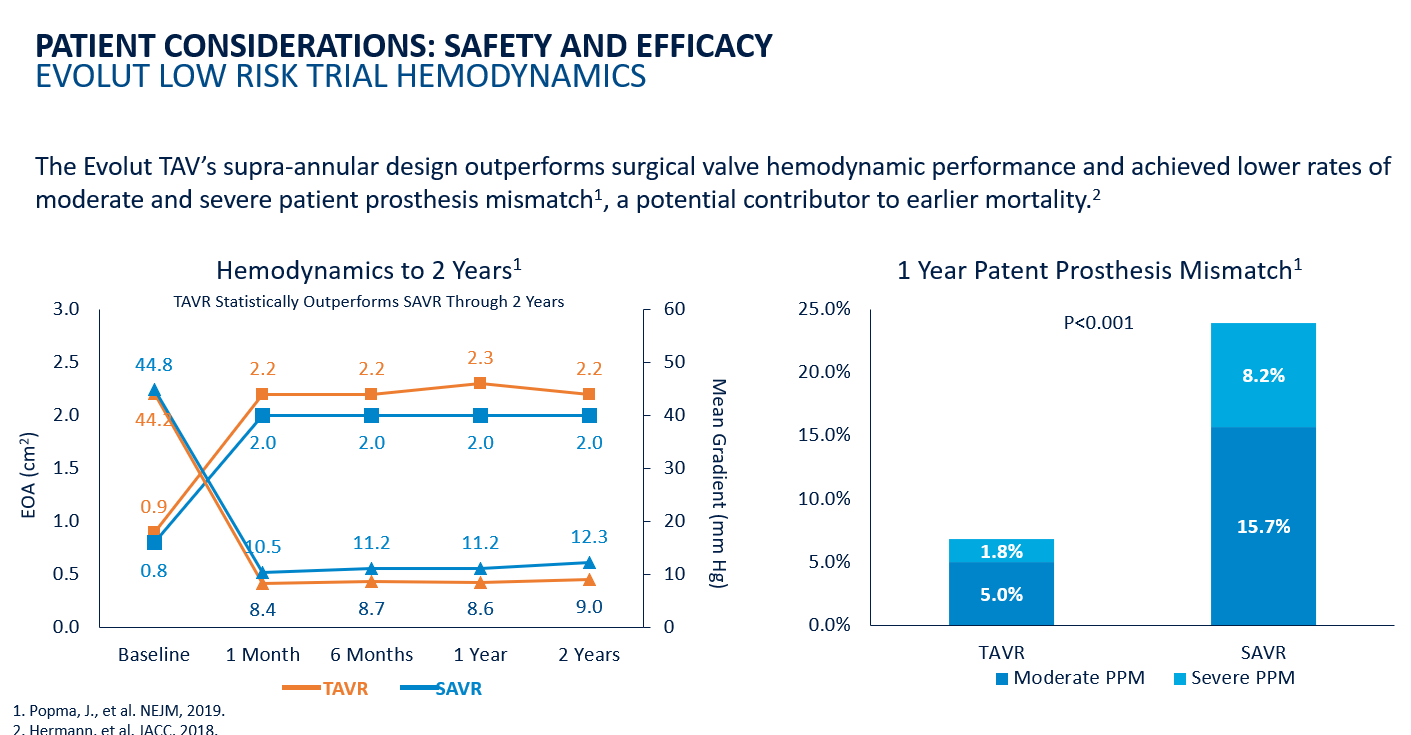 PATIENT CONSIDERATIONS: SAFETY AND EFFICACY
EVOLUT LOW RISK TRIAL HEMODYNAMICS
The Evolut TAV’s supra-annular design outperforms surgical valve hemodynamic performance and achieved lower rates of
moderate and severe patient prosthesis mismatch1, a potential contributor to earlier mortality.2
Hemodynamics to 2 Years1
TAVR Statistically Outperforms SAVR Through 2 Years
EOA (cm2)
3.0
2.5
2.0
1.5
1.0
0.5
0.0
44.8
44.2
0.9
0.8
2.2
2.2
2.3
2.2
2.0
2.0
2.0
2.0
10.5
11.2
11.2
12.3
8.4
8.7
8.6
9.0
60
50
40
30
20
10
0
Mean Gradient (mm Hg)
Baseline
1 Month
6 Months
1 Year
2 Years
TAVR
SAVR
1 Year Patent Prosthesis Mismatch1
25.0%
20.0%
15.0%
10.0%
5.0%
0.0%
P<0.001
1.8%
5.0%
8.2%
15.7%
TAVR
SAVR
Moderate PPM
Severe PPM
1. Popma, J., et al. NEJM, 2019.
2. Hermann, et al. JACC, 2018.